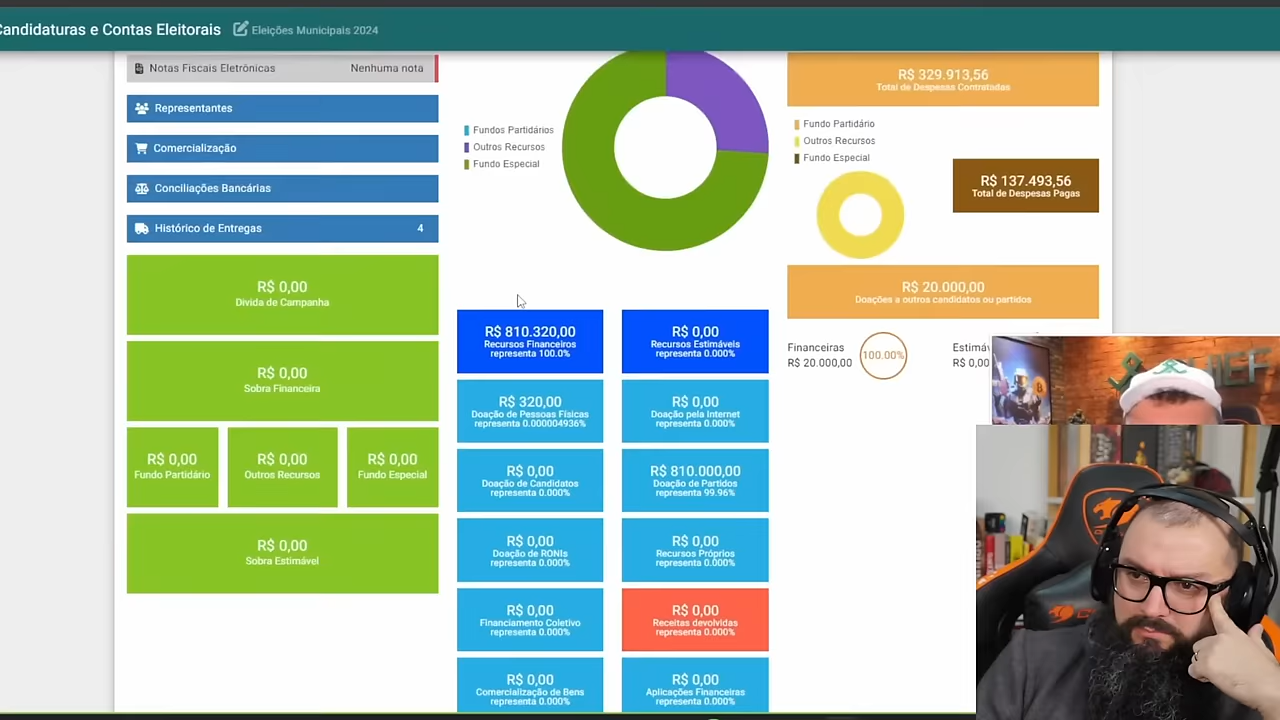 Candidaturas e Contas Eleitorais
Eleições Municipais 2024
Notas Fiscais Eletrônicas
Nenhuma nota
Representantes
Comercialização
Conciliações Bancárias
Histórico de Entregas
4
R$ 0,00
Divida de Campanha
R$ 0,00
Sobra Financeira
R$ 0,00
Fundo Partidário
R$ 0,00
Outros Recursos
R$ 0,00
Fundo Especial
R$ 0,00
Sobra Estimável
Fundos Partidários
Outros Recursos
Fundo Especial
R$ 810.320,00
Recursos Financeiros
representa 100.0%
R$ 0,00
Recursos Estimáveis
representa 0.000%
R$ 320,00
Doação de Pessoas Físicas
representa 0.000004936%
R$ 0,00
Doação pela Internet
representa 0.000%
R$ 0,00
Doação de Candidatos
representa 0.000%
R$ 810.000,00
Doação de Partidos
representa 99.96%
R$ 0,00
Doação de RONIs
representa 0.000%
R$ 0,00
Recursos Próprios
representa 0.000%
R$ 0,00
Financiamento Coletivo
representa 0.000%
R$ 0,00
Receitas devolvidas
representa 0.000%
R$ 0,00
Comercialização de Bens
representa 0.000%
R$ 0,00
Aplicações Financeiras
representa 0.000%
R$ 329.913,56
Total de Despesas Contratadas
Fundo Partidário
Outros Recursos
Fundo Especial
R$ 137.493,56
Total de Despesas Pagas
R$ 20.000,00
Doações a outros candidatos ou partidos
Financeiras
R$ 20.000,00
100.00%
R$ 0,00